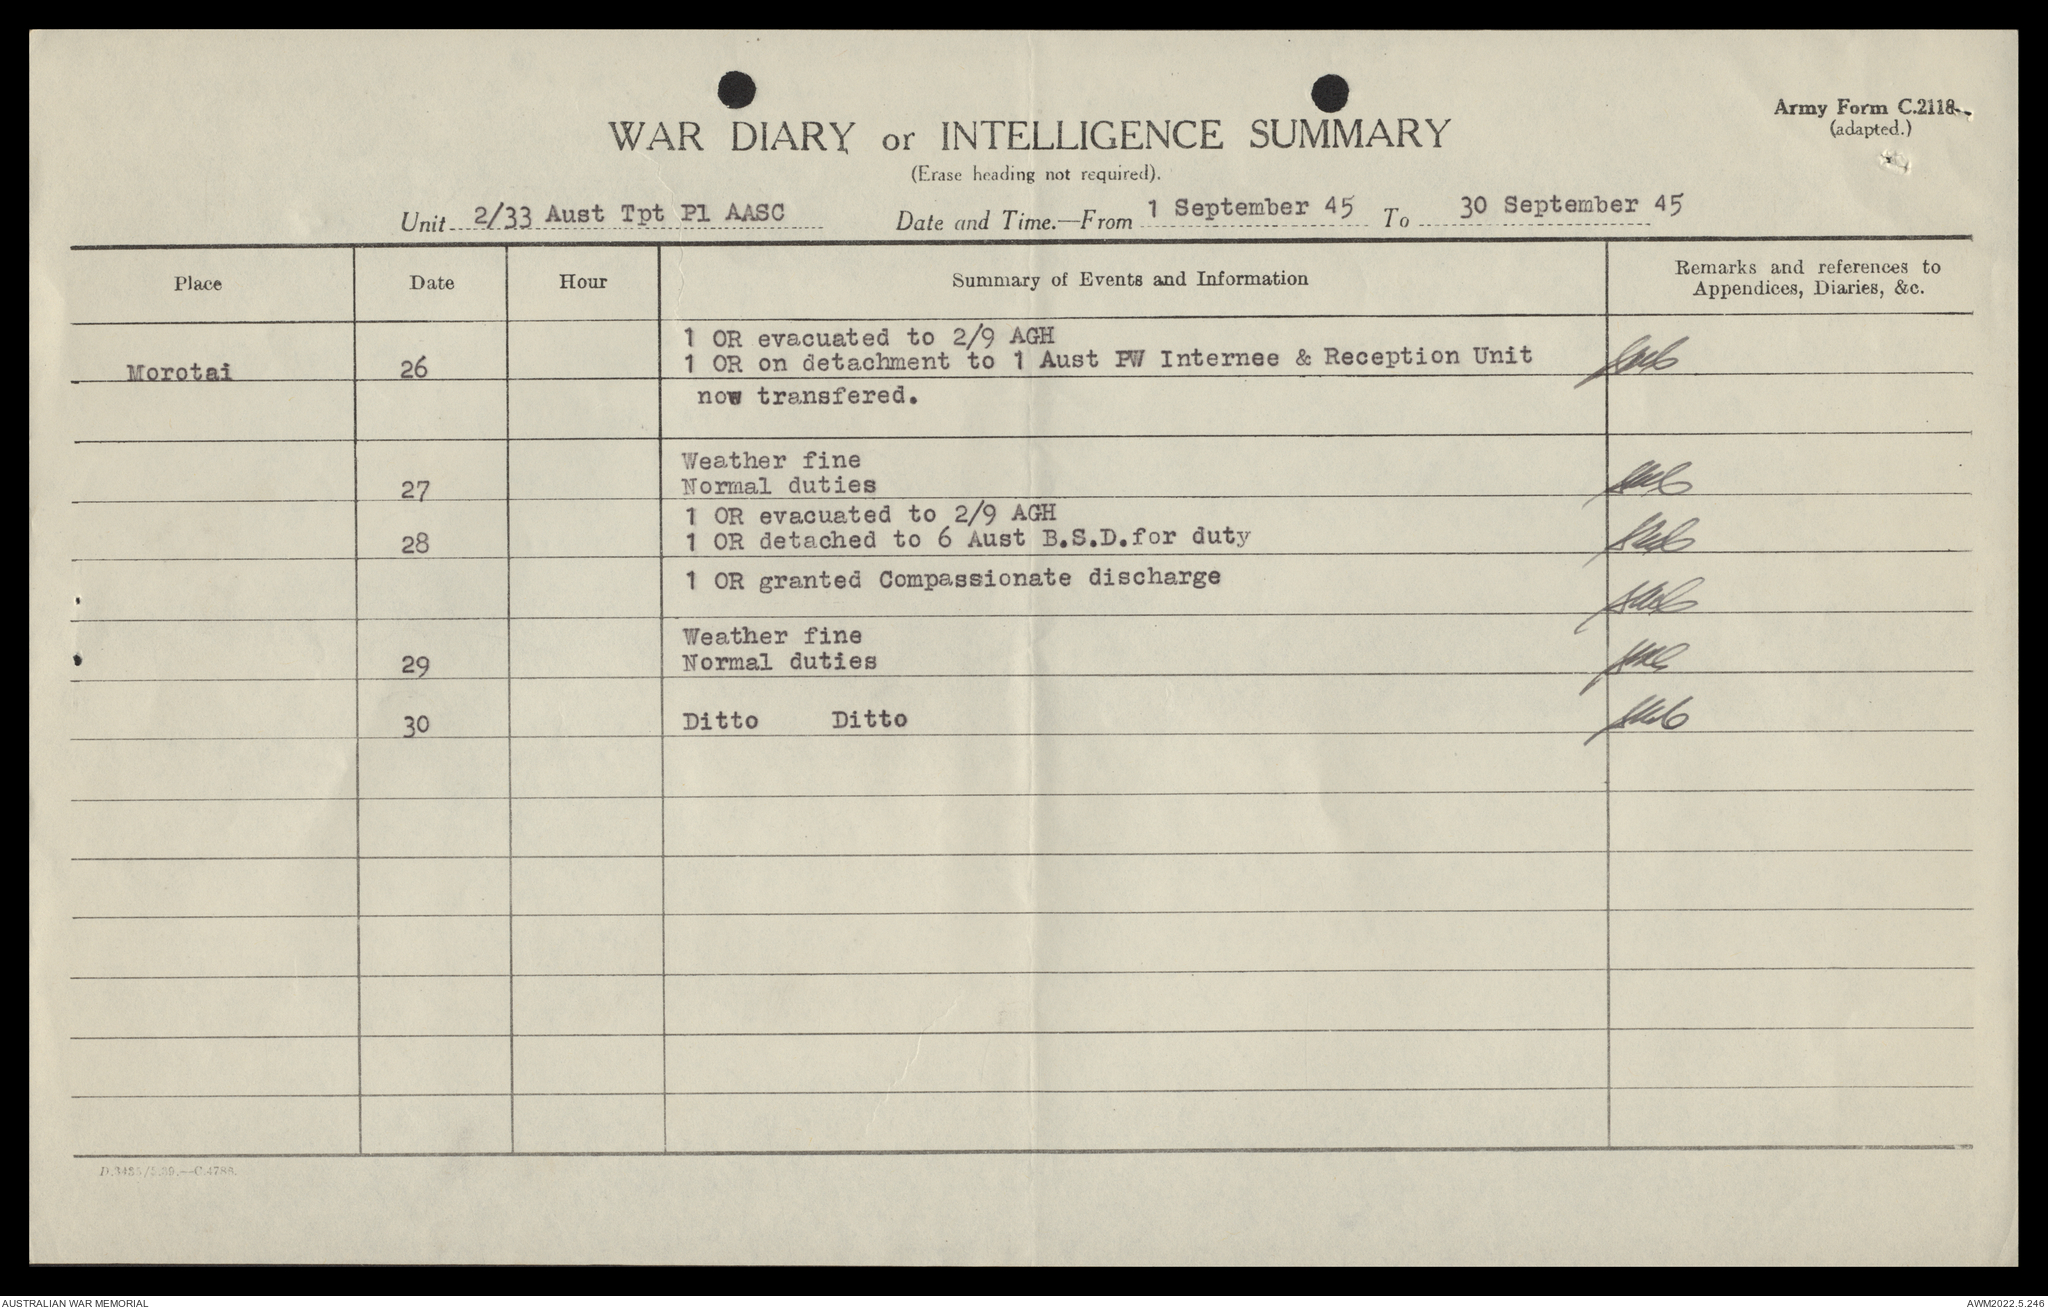 Army Form C.2118.
(adapted.)
WAR DIARY or INTELLIGENCE SUMMARY
(Erase heading not required).
Unit 2/33 Aust Tpt Pl AASC Date and Time.—From 1 September 45 To 30 September 45
Place Date Hour Summary of Events and Information Remarks and references to
Appendices, Diaries, &c.
1 OR evacuated to 2/9 AGH
Morotai 26 1 OR on detachment to 1 Aust PW Internee & Reception Unit
now transfered.
Weather fine
27 Normal duties
1 OR evacuated to 2/9 AGH
28 1 OR detached to 6 Aust B.S.D.for duty
1 OR granted Compassionate discharge
Weather fine
29 Normal duties
30 Ditto Ditto
D.3485/5.39.—C.4788.
AUSTRALIAN WAR MEMORIAL AWM2022.5.246